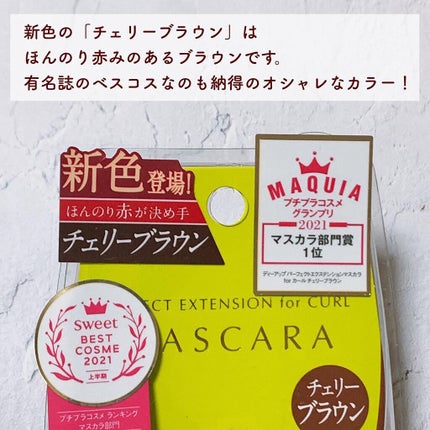 新色の「チェリーブラウン」は
ほんのり赤みのあるブラウンです。
有名誌のベスコスなのも納得のオシャレなカラー！
新色登場!
ほんのり赤が決め手
チェリーブラウン
MAQUIA
プチプラコスメ
グランプリ
2021
マスカラ部門賞
1位
ディーアップ パーフェクトエクステンションマスカラ
for カール チェリーブラウン
ECT EXTENSION for CURL
ASCARA
sweet
BEST
COSME
2021
上半期
プチプラコスメ ランキング
マスカラ部門
チェリー
ブラウン